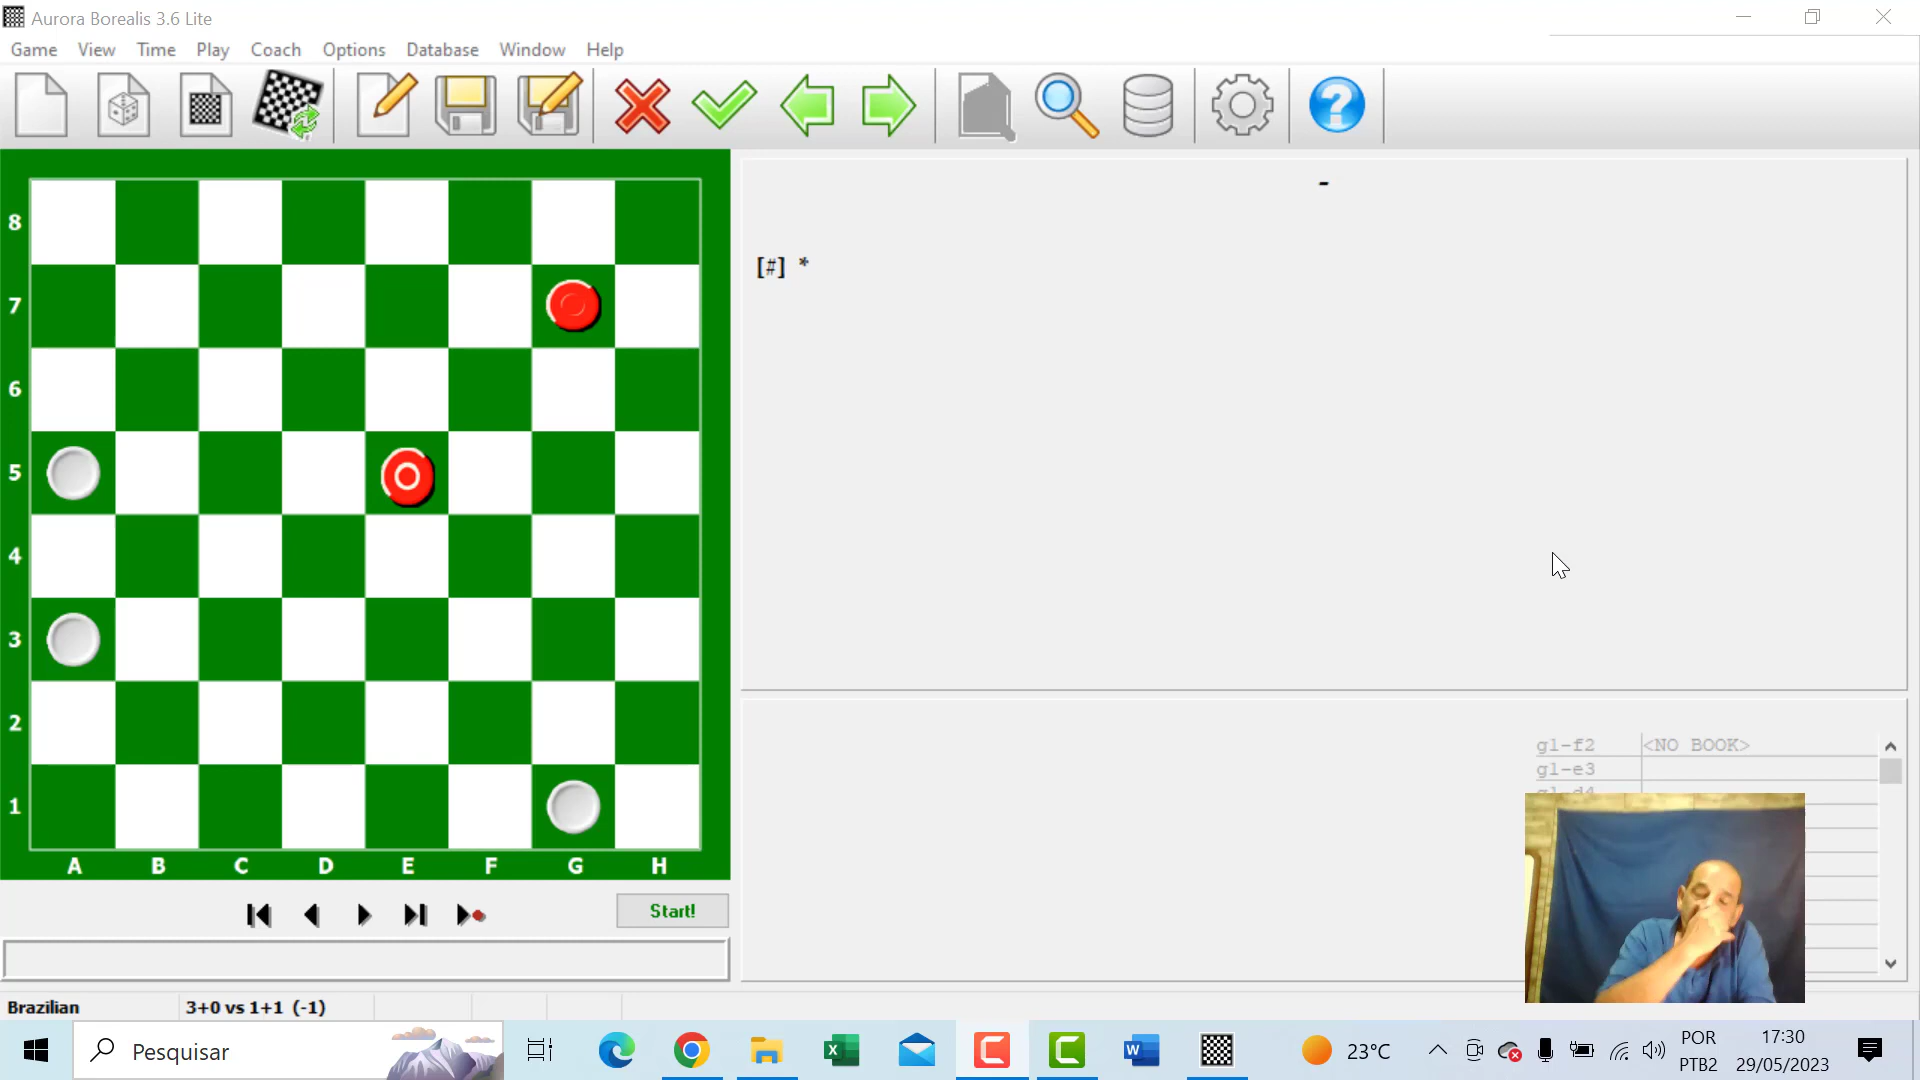 Aurora Borealis 3.6 Lite
Game View Time Play Coach Options Database Window Help
8
-
[#] *
7
6
5
4
3
2
g1-f2 <NO BOOK>
g1-e3
1
A B C D E F G H
Start!
Brazilian 3+0 vs 1+1 (-1)
Pesquisar
23°C
POR
PTB2
17:30
29/05/2023